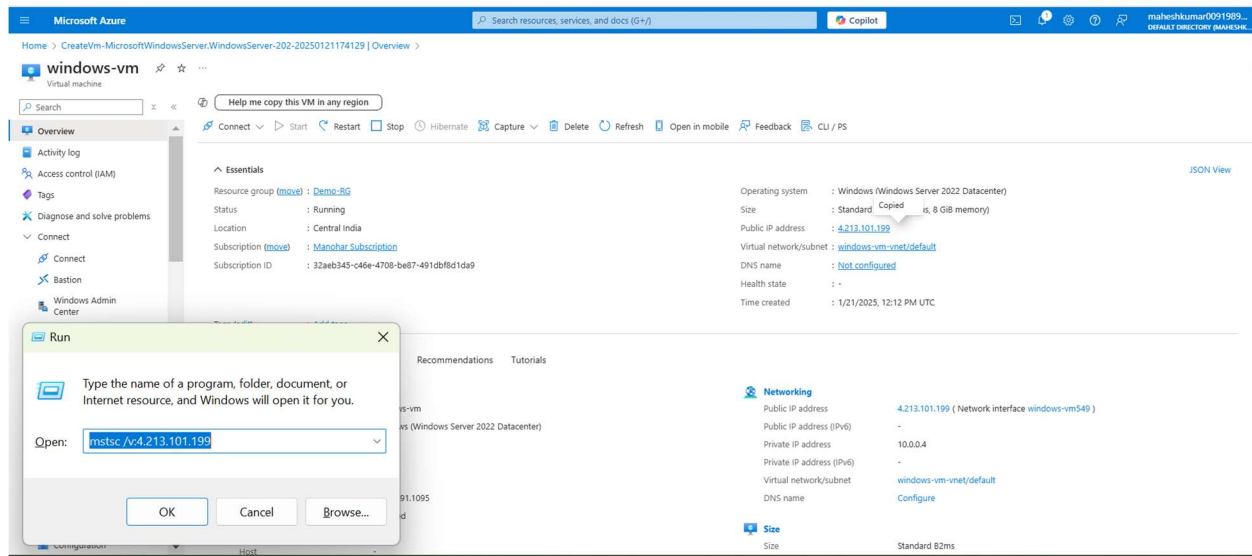 Microsoft Azure
Search resources, services, and docs (G+/)
Copilot
maheshkumar0091989...
DEFAULT DIRECTORY (MAHESHK...
Home > CreateVm-MicrosoftWindowsServer.WindowsServer-202-20250121174129 | Overview >
windows-vm
Virtual machine
Search
Help me copy this VM in any region
Connect Start Restart Stop Hibernate Capture Delete Refresh Open in mobile Feedback CLI / PS
Overview
Activity log
Access control (IAM)
Tags
Diagnose and solve problems
Connect
Connect
Bastion
Windows Admin
Center
Configuration
Essentials
JSON View
Resource group (move) : Demo-RG
Status : Running
Location : Central India
Subscription (move) : Manohar Subscription
Subscription ID : 32aeb345-c46e-4708-be87-491dbf8d1da9
Operating system : Windows (Windows Server 2022 Datacenter)
Copied
Size : Standard s, 8 GiB memory)
Public IP address : 4.213.101.199
Virtual network/subnet : windows-vm-vnet/default
DNS name : Not configured
Health state : -
Time created : 1/21/2025, 12:12 PM UTC
Run
Type the name of a program, folder, document, or
Internet resource, and Windows will open it for you.
Open: mstsc /v:4.213.101.199
OK Cancel Browse...
Recommendations Tutorials
ws-vm
ws (Windows Server 2022 Datacenter)
91.1095
ed
Host -
Networking
Public IP address 4.213.101.199 ( Network interface windows-vm549 )
Public IP address (IPv6) -
Private IP address 10.0.0.4
Private IP address (IPv6) -
Virtual network/subnet windows-vm-vnet/default
DNS name Configure
Size
Size Standard B2ms